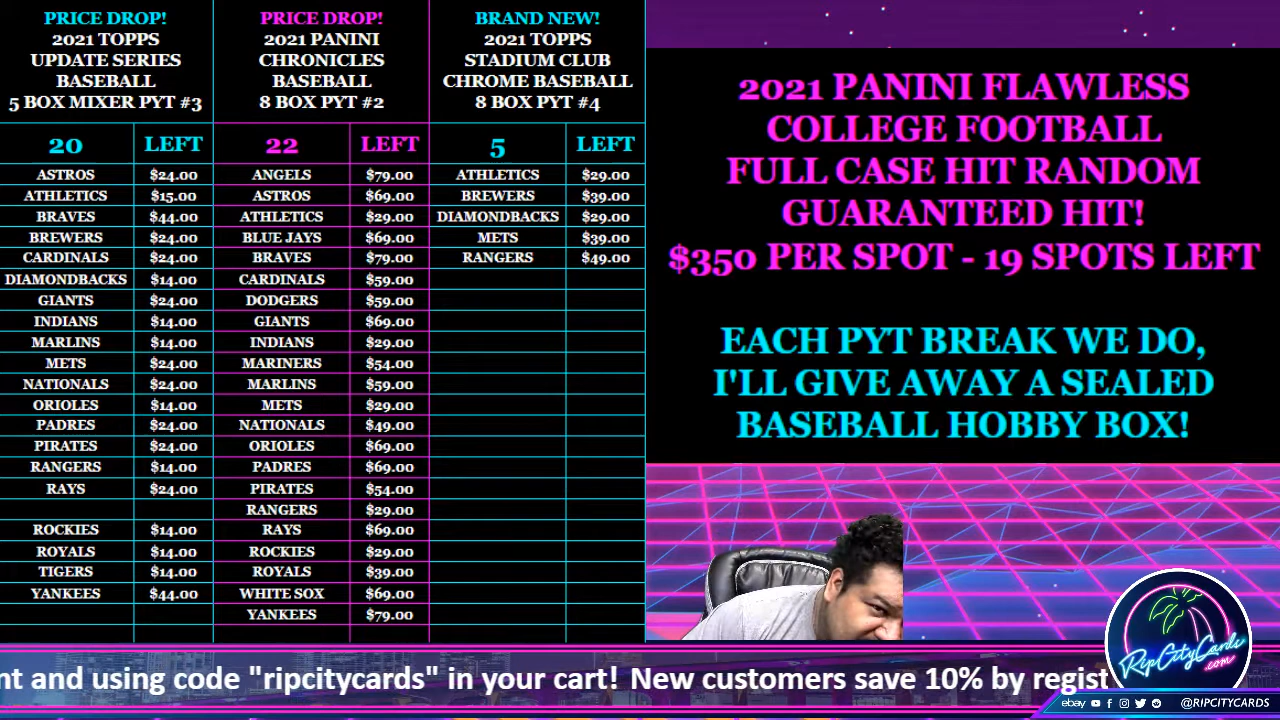 PRICE DROP!
2021 TOPPS
UPDATE SERIES
BASEBALL
5 BOX MIXER PYT #3
20 LEFT
ASTROS $24.00
ATHLETICS $15.00
BRAVES $44.00
BREWERS $24.00
CARDINALS $24.00
DIAMONDBACKS $14.00
GIANTS $24.00
INDIANS $14.00
MARLINS $14.00
METS $24.00
NATIONALS $24.00
ORIOLES $14.00
PADRES $24.00
PIRATES $24.00
RANGERS $14.00
RAYS $24.00
ROCKIES $14.00
ROYALS $14.00
TIGERS $14.00
YANKEES $44.00
PRICE DROP!
2021 PANINI
CHRONICLES
BASEBALL
8 BOX PYT #2
22 LEFT
ANGELS $79.00
ASTROS $69.00
ATHLETICS $29.00
BLUE JAYS $69.00
BRAVES $79.00
CARDINALS $59.00
DODGERS $59.00
GIANTS $69.00
INDIANS $29.00
MARINERS $54.00
MARLINS $59.00
METS $29.00
NATIONALS $49.00
ORIOLES $69.00
PADRES $69.00
PIRATES $54.00
RANGERS $29.00
RAYS $69.00
ROCKIES $29.00
ROYALS $39.00
WHITE SOX $69.00
YANKEES $79.00
BRAND NEW!
2021 TOPPS
STADIUM CLUB
CHROME BASEBALL
8 BOX PYT #4
5 LEFT
ATHLETICS $29.00
BREWERS $39.00
DIAMONDBACKS $29.00
METS $39.00
RANGERS $49.00
2021 PANINI FLAWLESS
COLLEGE FOOTBALL
FULL CASE HIT RANDOM
GUARANTEED HIT!
$350 PER SPOT - 19 SPOTS LEFT
EACH PYT BREAK WE DO,
I'LL GIVE AWAY A SEALED
BASEBALL HOBBY BOX!
RipCityCards
.com
nt and using code "ripcitycards" in your cart! New customers save 10% by regist
ebay @RIPCITYCARDS